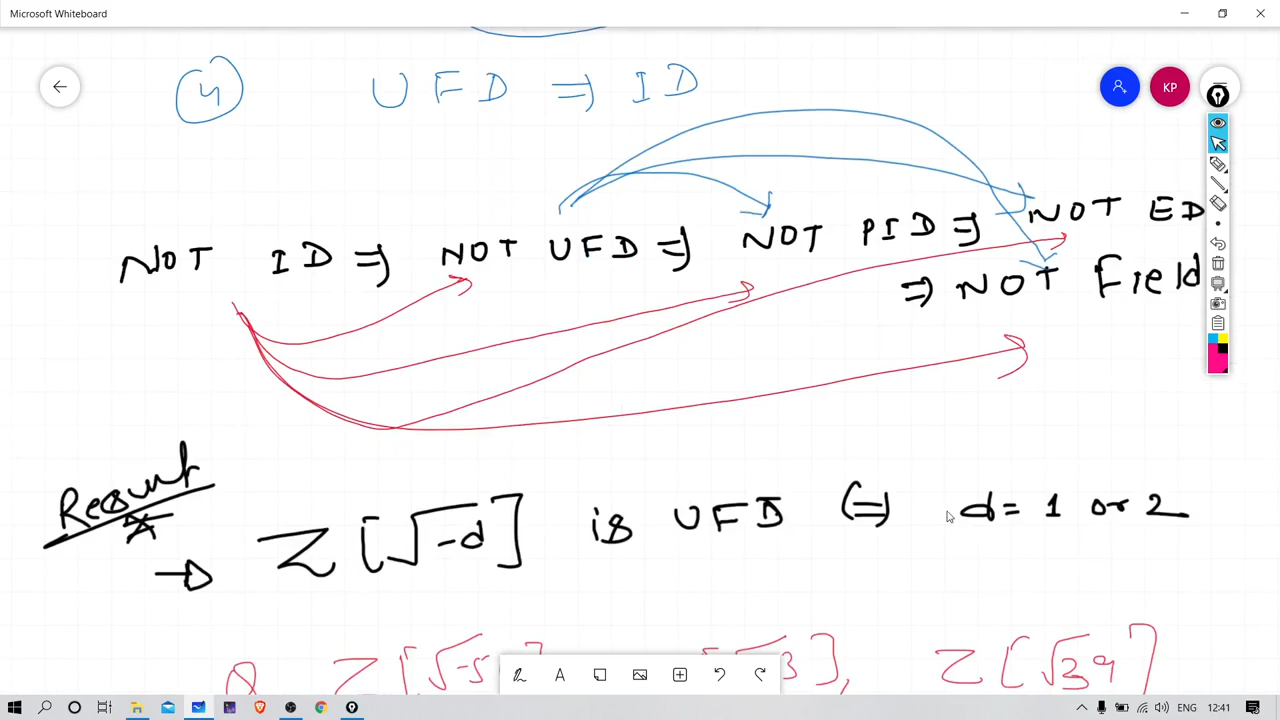 Microsoft Whiteboard
4 UFD ⇒ ID
KP
NOT ID ⇒ NOT UFD ⇒ NOT PID ⇒ NOT ED
⇒ NOT Field
Result
→ Z[√-d] is UFD ⇔ d = 1 or 2
Z[√-5] 3], Z[√39]
ENG 12:41